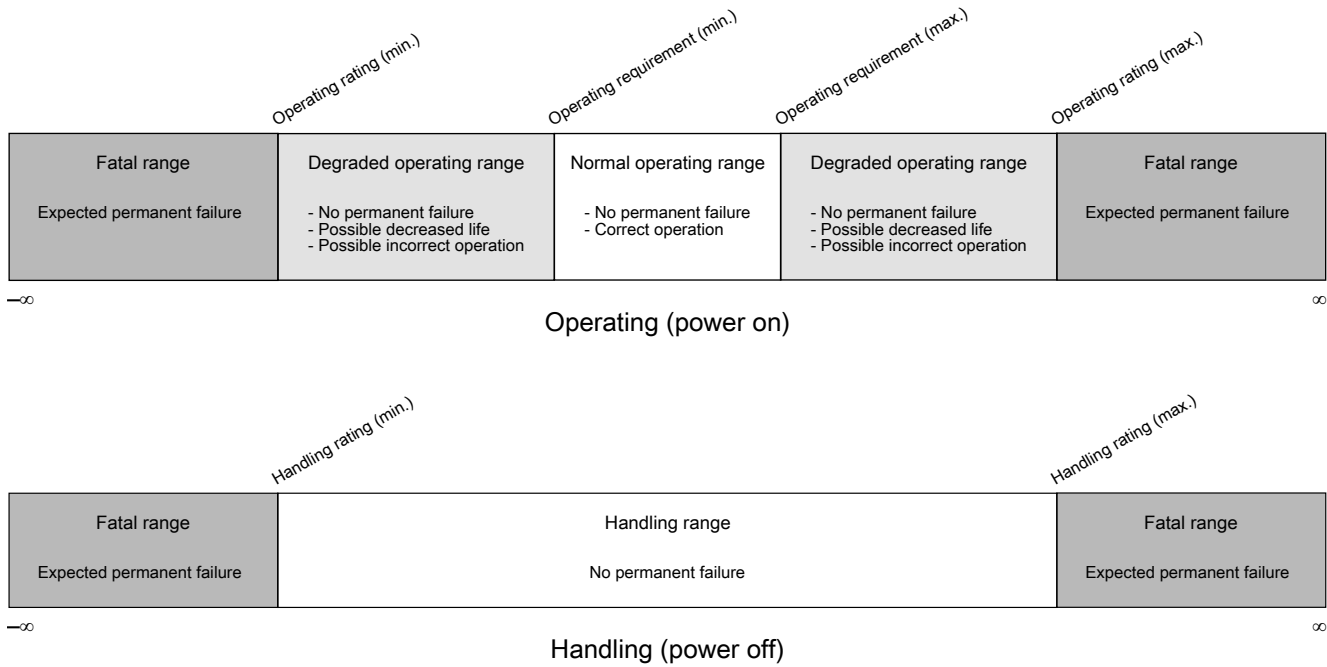 Operating rating (min.)
Operating requirement (min.)
Operating requirement (max.)
Operating rating (max.)
Fatal range
Expected permanent failure
Degraded operating range
- No permanent failure
- Possible decreased life
- Possible incorrect operation
Normal operating range
- No permanent failure
- Correct operation
Degraded operating range
- No permanent failure
- Possible decreased life
- Possible incorrect operation
Fatal range
Expected permanent failure
–∞
∞
Operating (power on)
Handling rating (min.)
Handling rating (max.)
Fatal range
Expected permanent failure
Handling range
No permanent failure
Fatal range
Expected permanent failure
–∞
∞
Handling (power off)